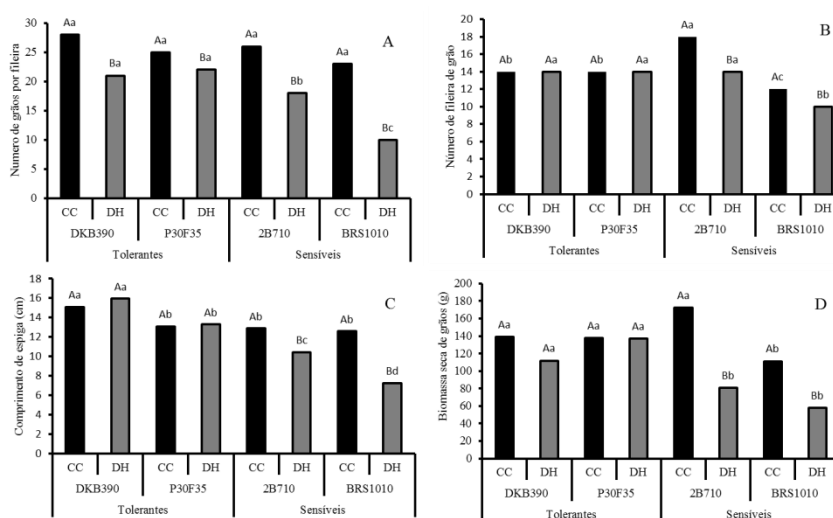 A
Numero de grãos por fileira
30
25
20
15
10
5
0
Aa Ba Aa Ba Aa Bb Aa Bc
CC DH CC DH CC DH CC DH
DKB390 P30F35 2B710 BRS1010
Tolerantes Sensíveis
B
Número de fileira de grão
20
18
16
14
12
10
8
6
4
2
0
Ab Aa Ab Aa Aa Ba Ac Bb
CC DH CC DH CC DH CC DH
DKB390 P30F35 2B710 BRS1010
Tolerantes Sensíveis
C
Comprimento de espiga (cm)
18
16
14
12
10
8
6
4
2
0
Aa Aa Ab Ab Ab Bc Ab Bd
CC DH CC DH CC DH CC DH
DKB390 P30F35 2B710 BRS1010
Tolerantes Sensíveis
D
Biomassa seca de grãos (g)
200
180
160
140
120
100
80
60
40
20
0
Aa Aa Aa Aa Aa Bb Ab Bb
CC DH CC DH CC DH CC DH
DKB390 P30F35 2B710 BRS1010
Tolerantes Sensíveis